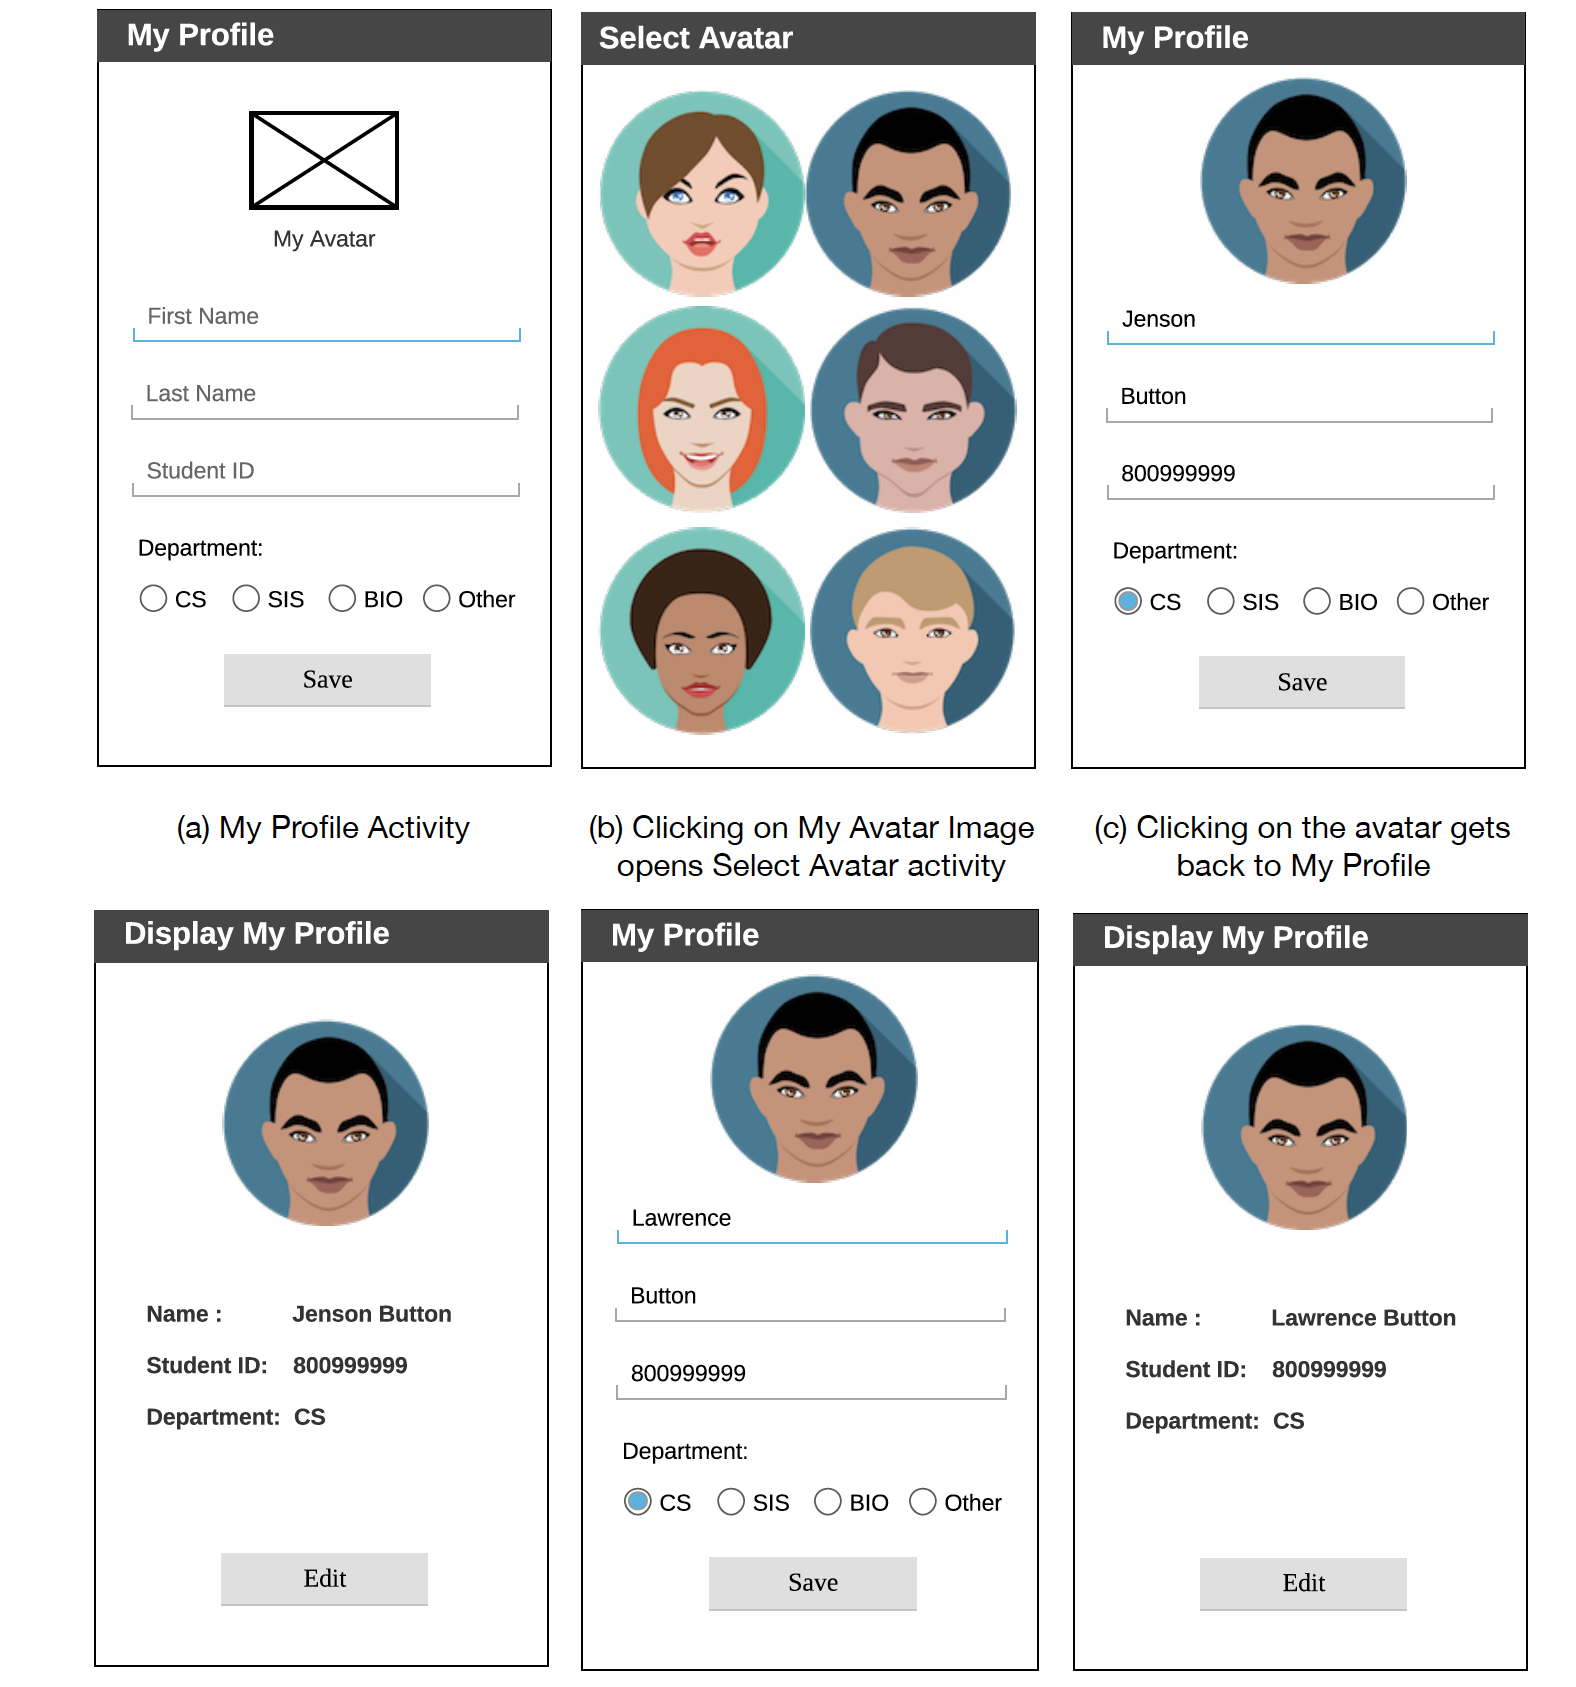 My Profile
My Avatar
First Name
Last Name
Student ID
Department:
CS SIS BIO Other
Save
(a) My Profile Activity
Select Avatar
(b) Clicking on My Avatar Image
opens Select Avatar activity
My Profile
Jenson
Button
800999999
Department:
CS SIS BIO Other
Save
(c) Clicking on the avatar gets
back to My Profile
Display My Profile
Name : Jenson Button
Student ID: 800999999
Department: CS
Edit
My Profile
Lawrence
Button
800999999
Department:
CS SIS BIO Other
Save
Display My Profile
Name : Lawrence Button
Student ID: 800999999
Department: CS
Edit